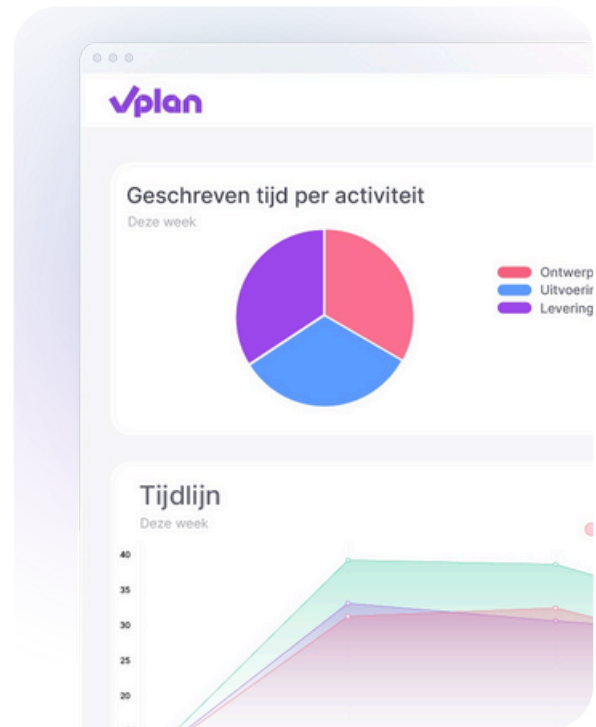 vplan
Geschreven tijd per activiteit
Deze week
Ontwerp
Uitvoerin
Levering
Tijdlijn
Deze week
40
35
30
25
20